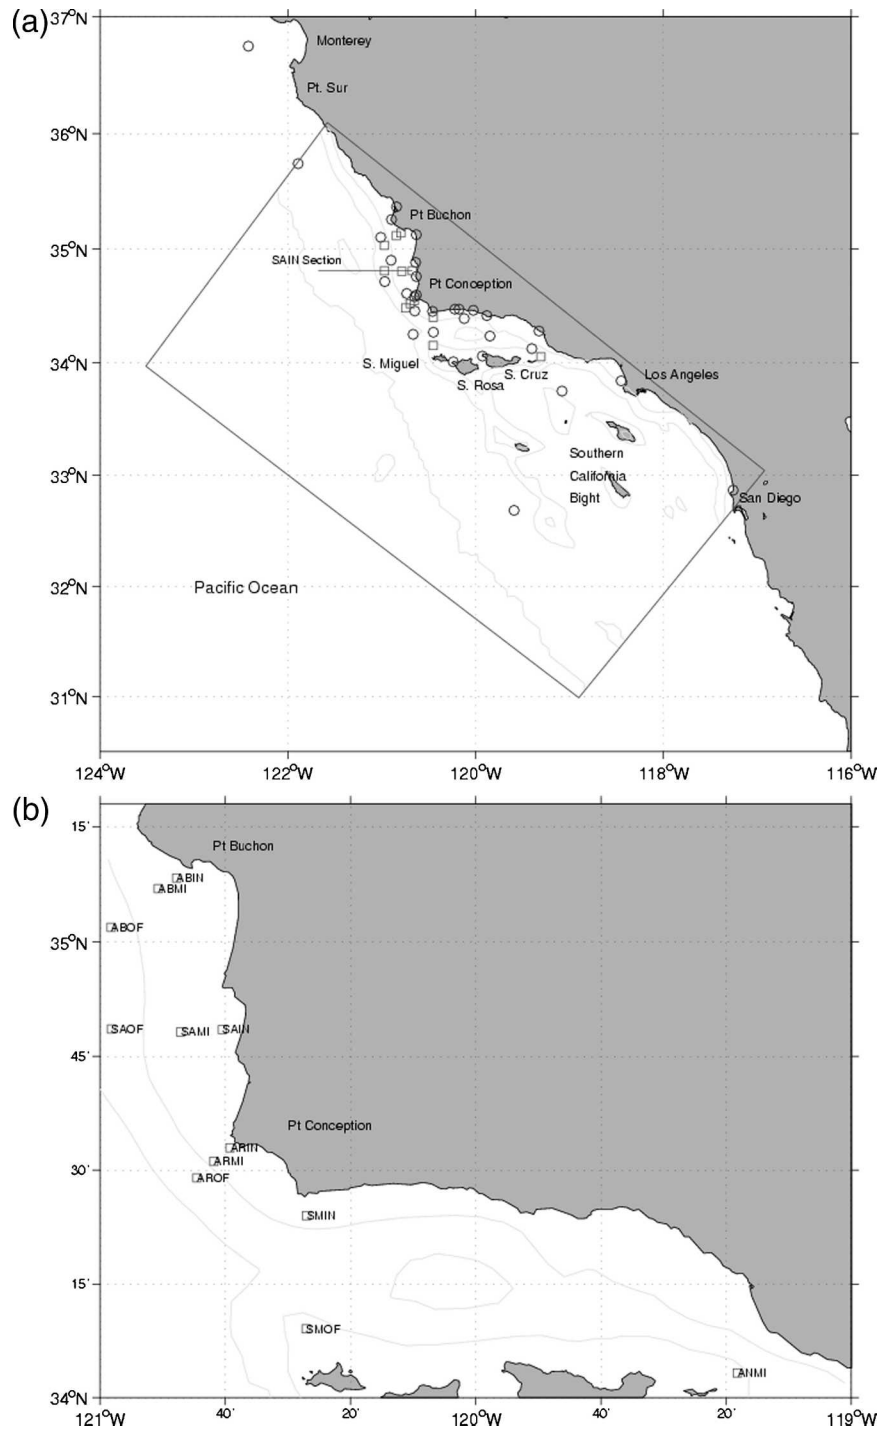 (a)
37°N
Monterey
Pt. Sur
36°N
Pt Buchon
35°N
SAIN Section
Pt Conception
34°N
S. Miguel
S. Cruz
Los Angeles
S. Rosa
Southern
33°N
California
Bight
San Diego
Pacific Ocean
32°N
31°N
124°W 122°W 120°W 118°W 116°W
(b)
15'
Pt Buchon
ABIN
ABMI
ABOF
35°N
SAOF SAMI SAIN
45'
Pt Conception
ARIN
ARMI
30'
AROF
SMIN
15'
SMOF
ANMI
34°N
121°W 40' 20' 120°W 40' 20' 119°W